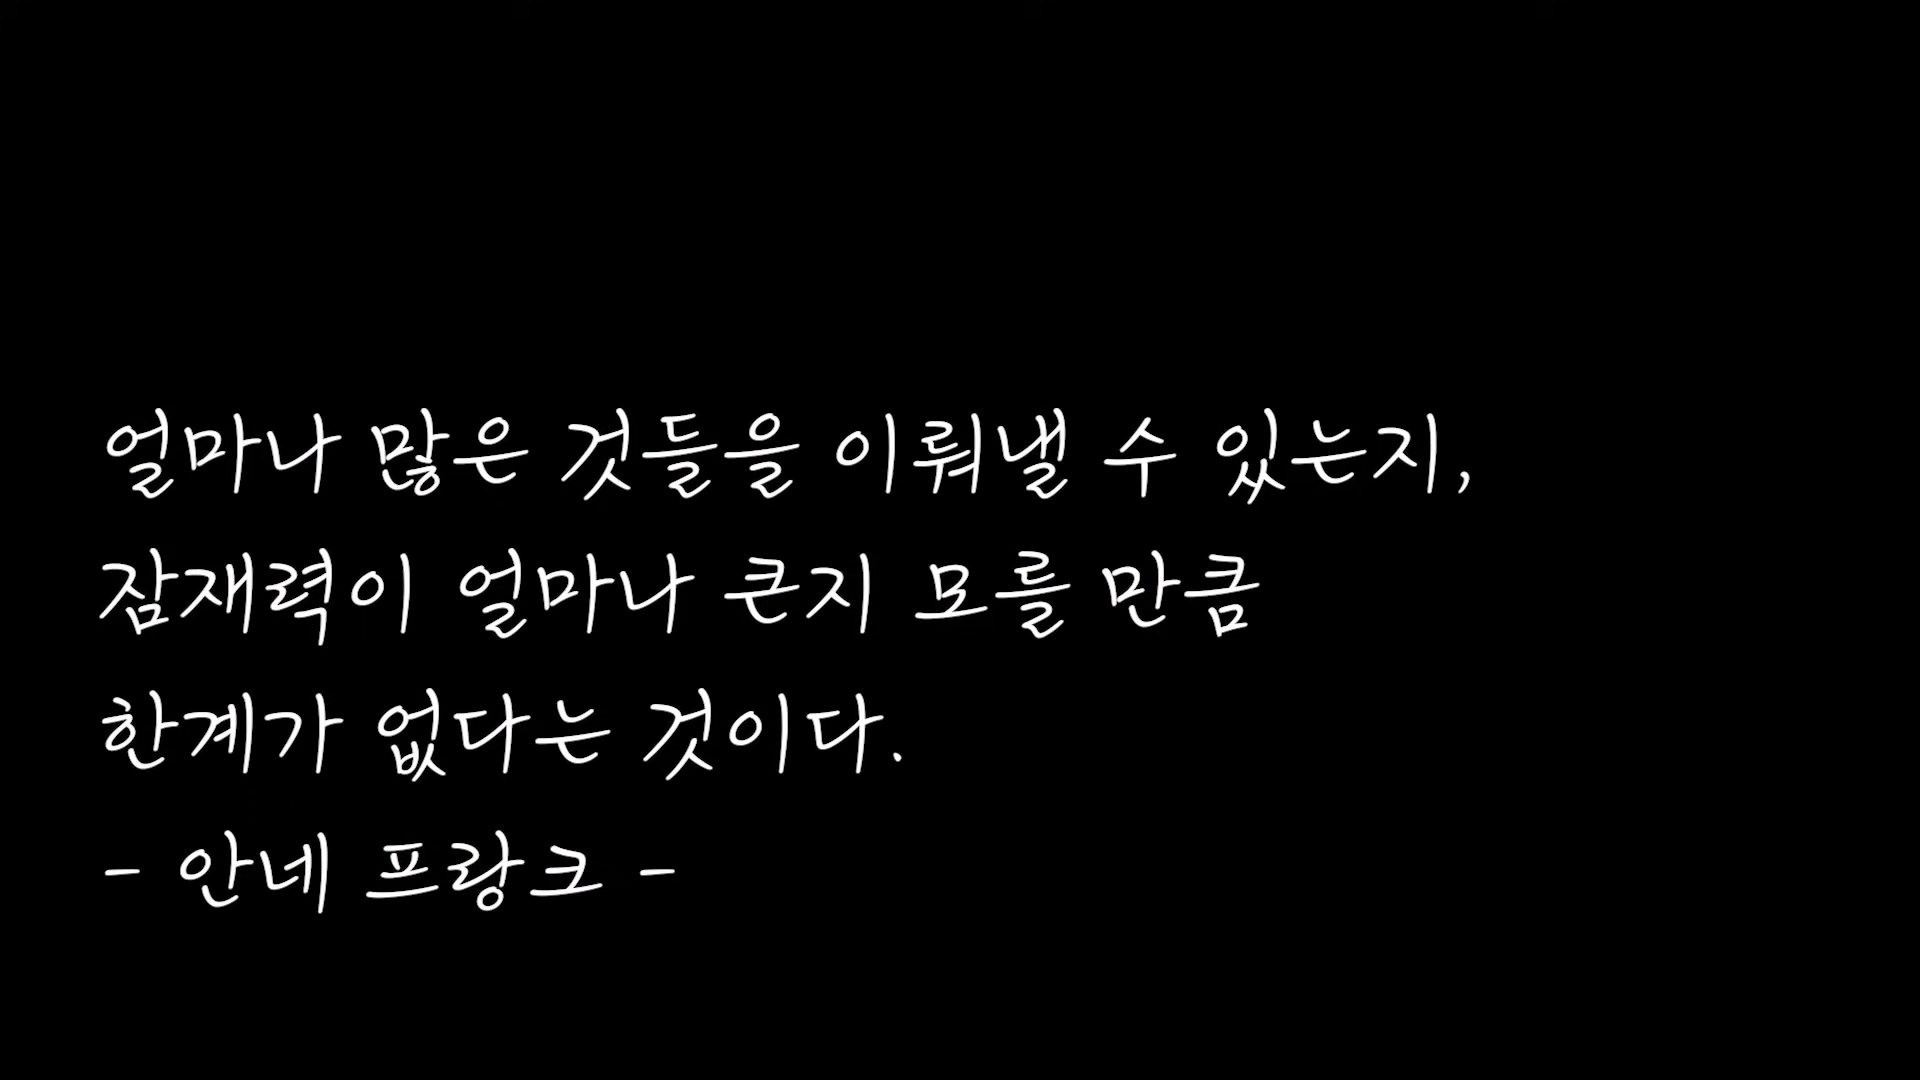 얼마나 많은 것들을 이뤄낼 수 있는지,
잠재력이 얼마나 큰지 모를 만큼
한계가 없다는 것이다.
- 안네 프랑크 -